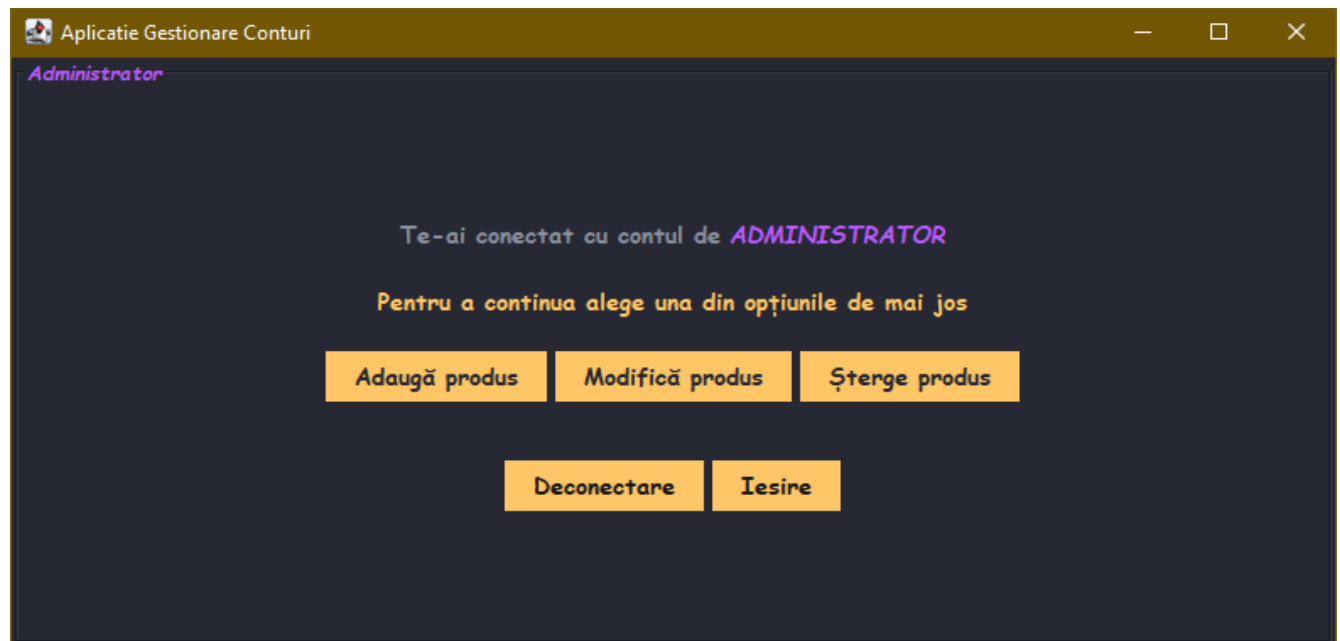 Aplicatie Gestionare Conturi
Administrator
Te-ai conectat cu contul de ADMINISTRATOR
Pentru a continua alege una din opțiunile de mai jos
Adaugă produs Modifică produs Șterge produs
Deconectare Iesire